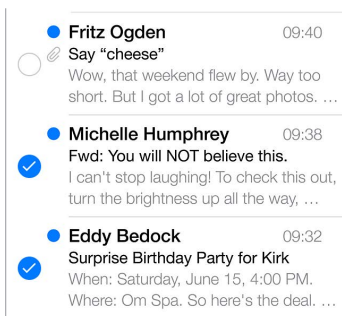 Fritz Ogden 09:40
Say “cheese”
Wow, that weekend flew by. Way too
short. But I got a lot of great photos. …
Michelle Humphrey 09:38
Fwd: You will NOT believe this.
I can't stop laughing! To check this out,
turn the brightness up all the way, …
Eddy Bedock 09:32
Surprise Birthday Party for Kirk
When: Saturday, June 15, 4:00 PM.
Where: Om Spa. So here's the deal. …